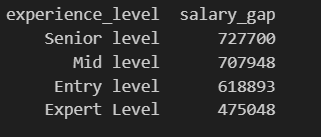 experience_level salary_gap
Senior level 727700
Mid level 707948
Entry level 618893
Expert Level 475048